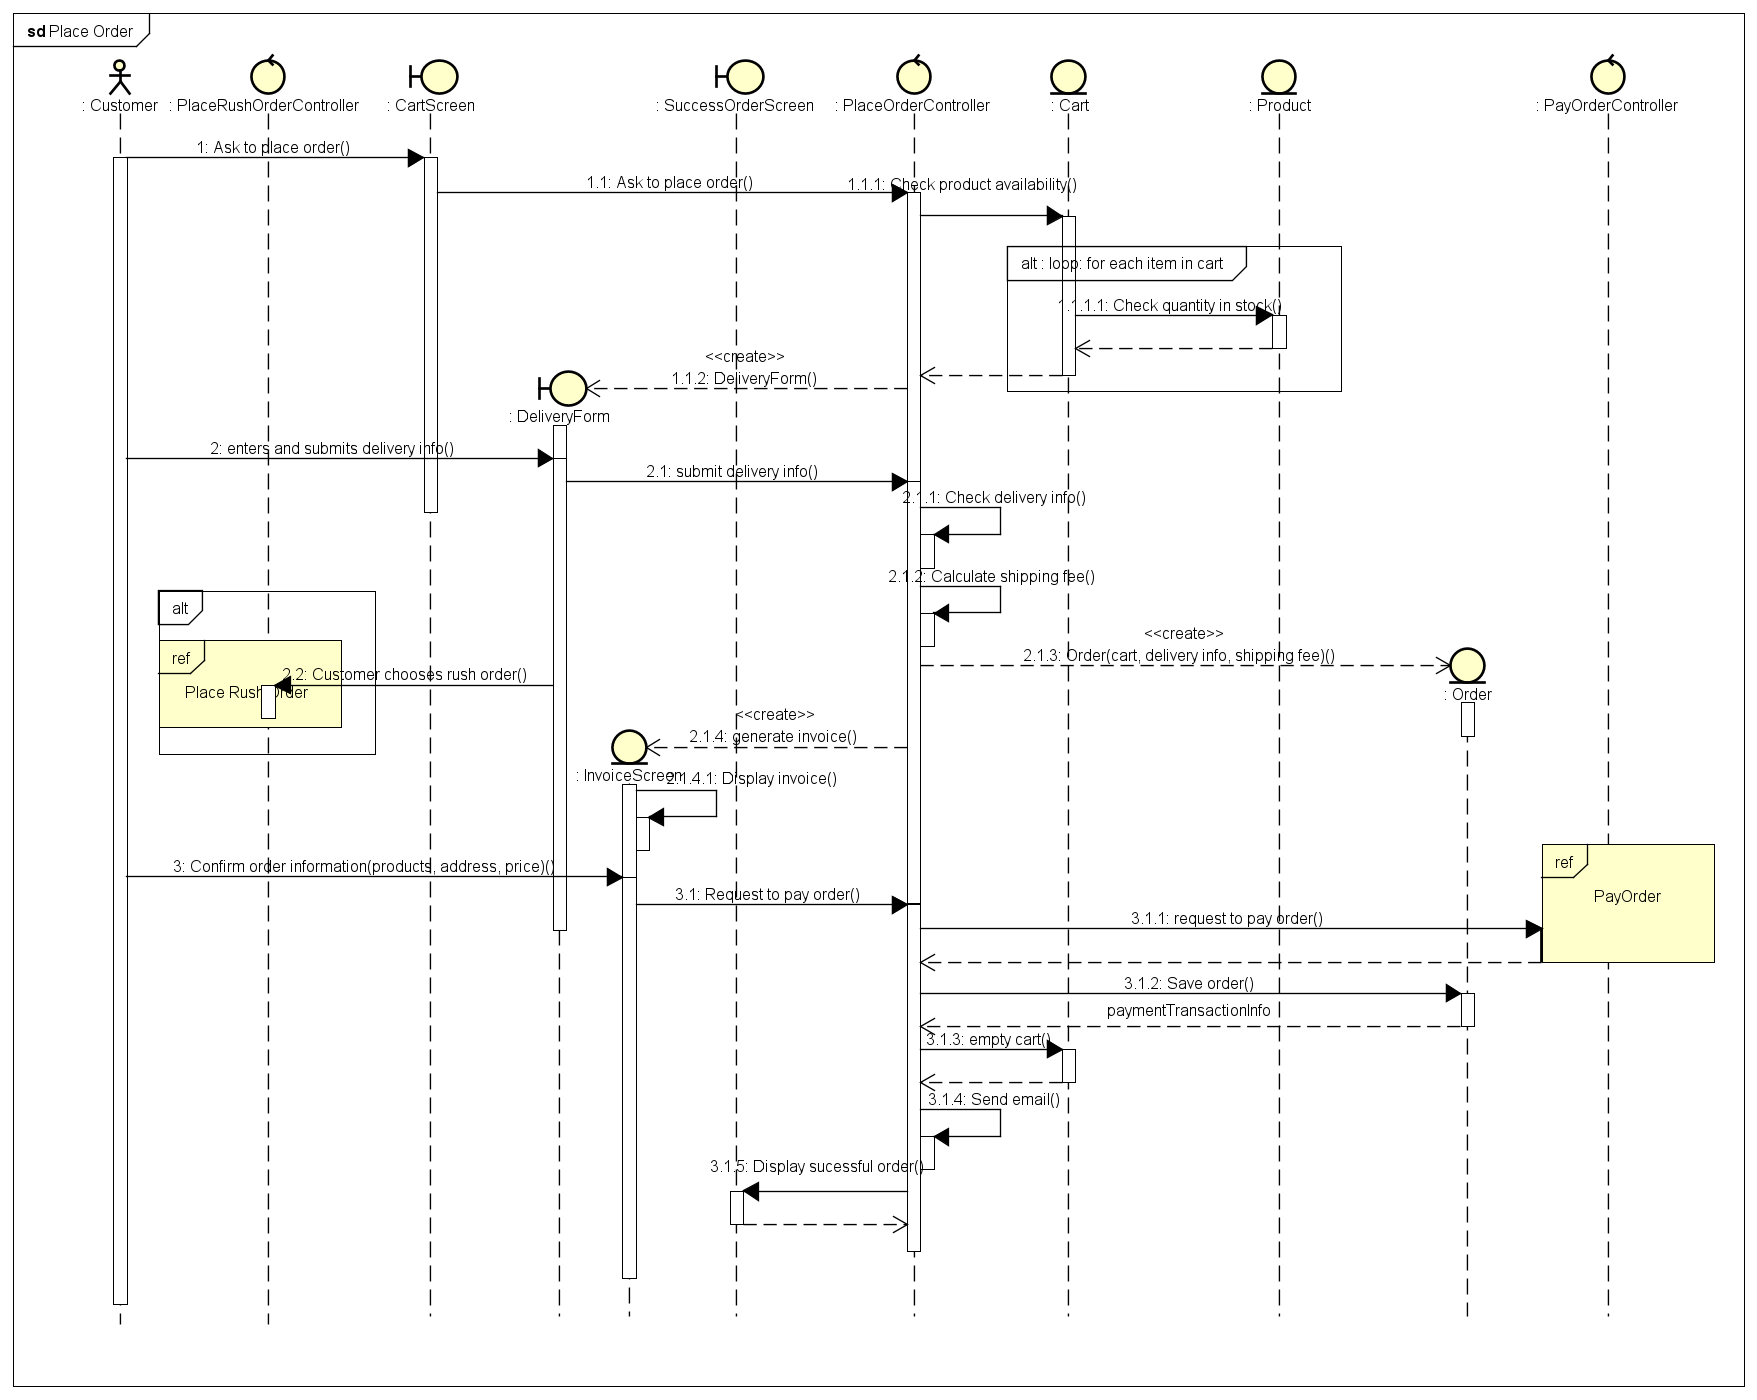 sd Place Order
: Customer
: PlaceRushOrderController
: CartScreen
: SuccessOrderScreen
: PlaceOrderController
: Cart
: Product
: PayOrderController
1: Ask to place order()
1.1: Ask to place order()
1.1.1: Check product availability()
alt : loop: for each item in cart
1.1.1.1: Check quantity in stock()
<<create>>
1.1.2: DeliveryForm()
: DeliveryForm
2: enters and submits delivery info()
2.1: submit delivery info()
2.1.1: Check delivery info()
2.1.2: Calculate shipping fee()
alt
<<create>>
2.1.3: Order(cart, delivery info, shipping fee)()
ref
2.2: Customer chooses rush order()
Place Rush Order
: Order
<<create>>
2.1.4: generate invoice()
: InvoiceScreen
2.1.4.1: Display invoice()
3: Confirm order information(products, address, price)()
ref
PayOrder
3.1: Request to pay order()
3.1.1: request to pay order()
3.1.2: Save order()
paymentTransactionInfo
3.1.3: empty cart()
3.1.4: Send email()
3.1.5: Display sucessful order()